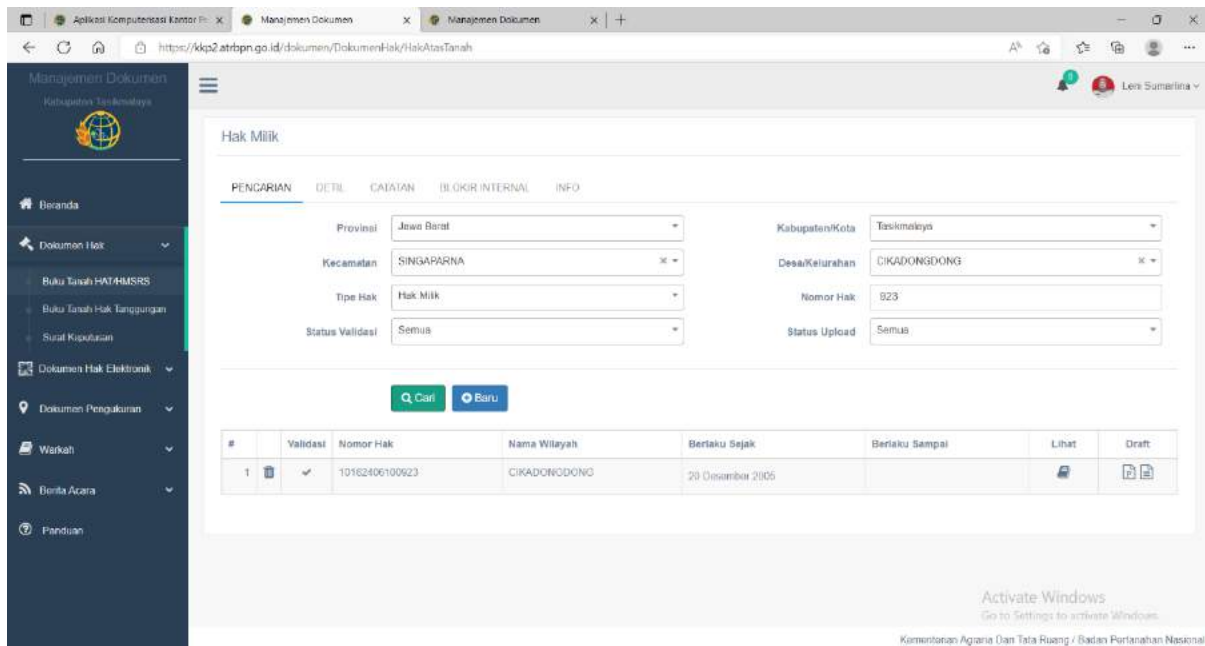 Aplikasi Komputerisasi Kantor Pe
Manajemen Dokumen
Manajemen Dokumen
https://kkp2.atrbpn.go.id/dokumen/DokumenHak/HakAtasTanah
Manajemen Dokumen
Kabupaten Tasikmalaya
0
Leni Sumarlina
Hak Milik
PENCARIAN DETIL CATATAN BLOKIR INTERNAL INFO
Beranda
Dokumen Hak
Buku Tanah HAT/HMSRS
Buku Tanah Hak Tanggungan
Surat Keputusan
Dokumen Hak Elektronik
Dokumen Pengukuran
Warkah
Berita Acara
Panduan
Provinsi Jawa Barat Kabupaten/Kota Tasikmalaya
Kecamatan SINGAPARNA Desa/Kelurahan CIKADONGDONG
Tipe Hak Hak Milik Nomor Hak 923
Status Validasi Semua Status Upload Semua
Cari Baru
# Validasi Nomor Hak Nama Wilayah Berlaku Sejak Berlaku Sampai Lihat Draft
1 10162406100923 CIKADONGDONG 20 Desember 2005
Activate Windows
Go to Settings to activate Windows.
Kementerian Agraria Dan Tata Ruang / Badan Pertanahan Nasional